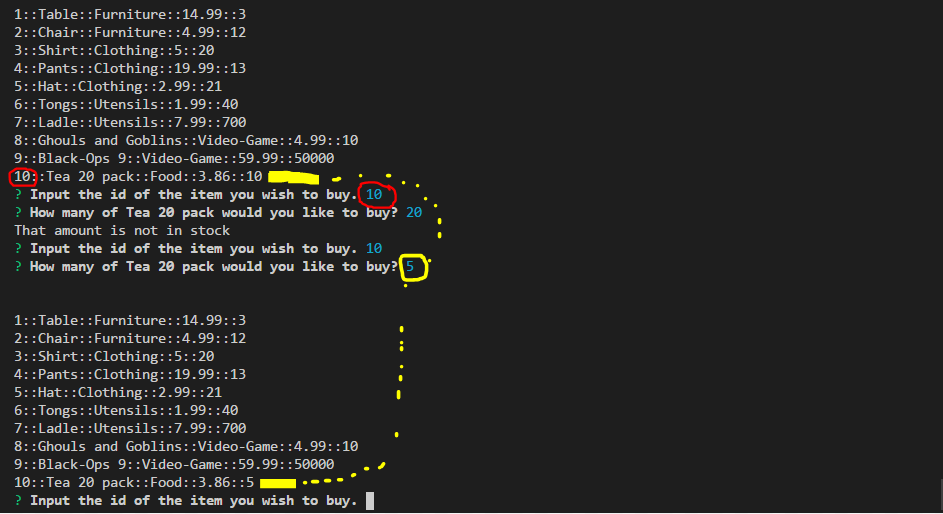 1::Table::Furniture::14.99::3
2::Chair::Furniture::4.99::12
3::Shirt::Clothing::5::20
4::Pants::Clothing::19.99::13
5::Hat::Clothing::2.99::21
6::Tongs::Utensils::1.99::40
7::Ladle::Utensils::7.99::700
8::Ghouls and Goblins::Video-Game::4.99::10
9::Black-Ops 9::Video-Game::59.99::50000
10::Tea 20 pack::Food::3.86::10
? Input the id of the item you wish to buy. 10
? How many of Tea 20 pack would you like to buy? 20
That amount is not in stock
? Input the id of the item you wish to buy. 10
? How many of Tea 20 pack would you like to buy? 5
1::Table::Furniture::14.99::3
2::Chair::Furniture::4.99::12
3::Shirt::Clothing::5::20
4::Pants::Clothing::19.99::13
5::Hat::Clothing::2.99::21
6::Tongs::Utensils::1.99::40
7::Ladle::Utensils::7.99::700
8::Ghouls and Goblins::Video-Game::4.99::10
9::Black-Ops 9::Video-Game::59.99::50000
10::Tea 20 pack::Food::3.86::5
? Input the id of the item you wish to buy.